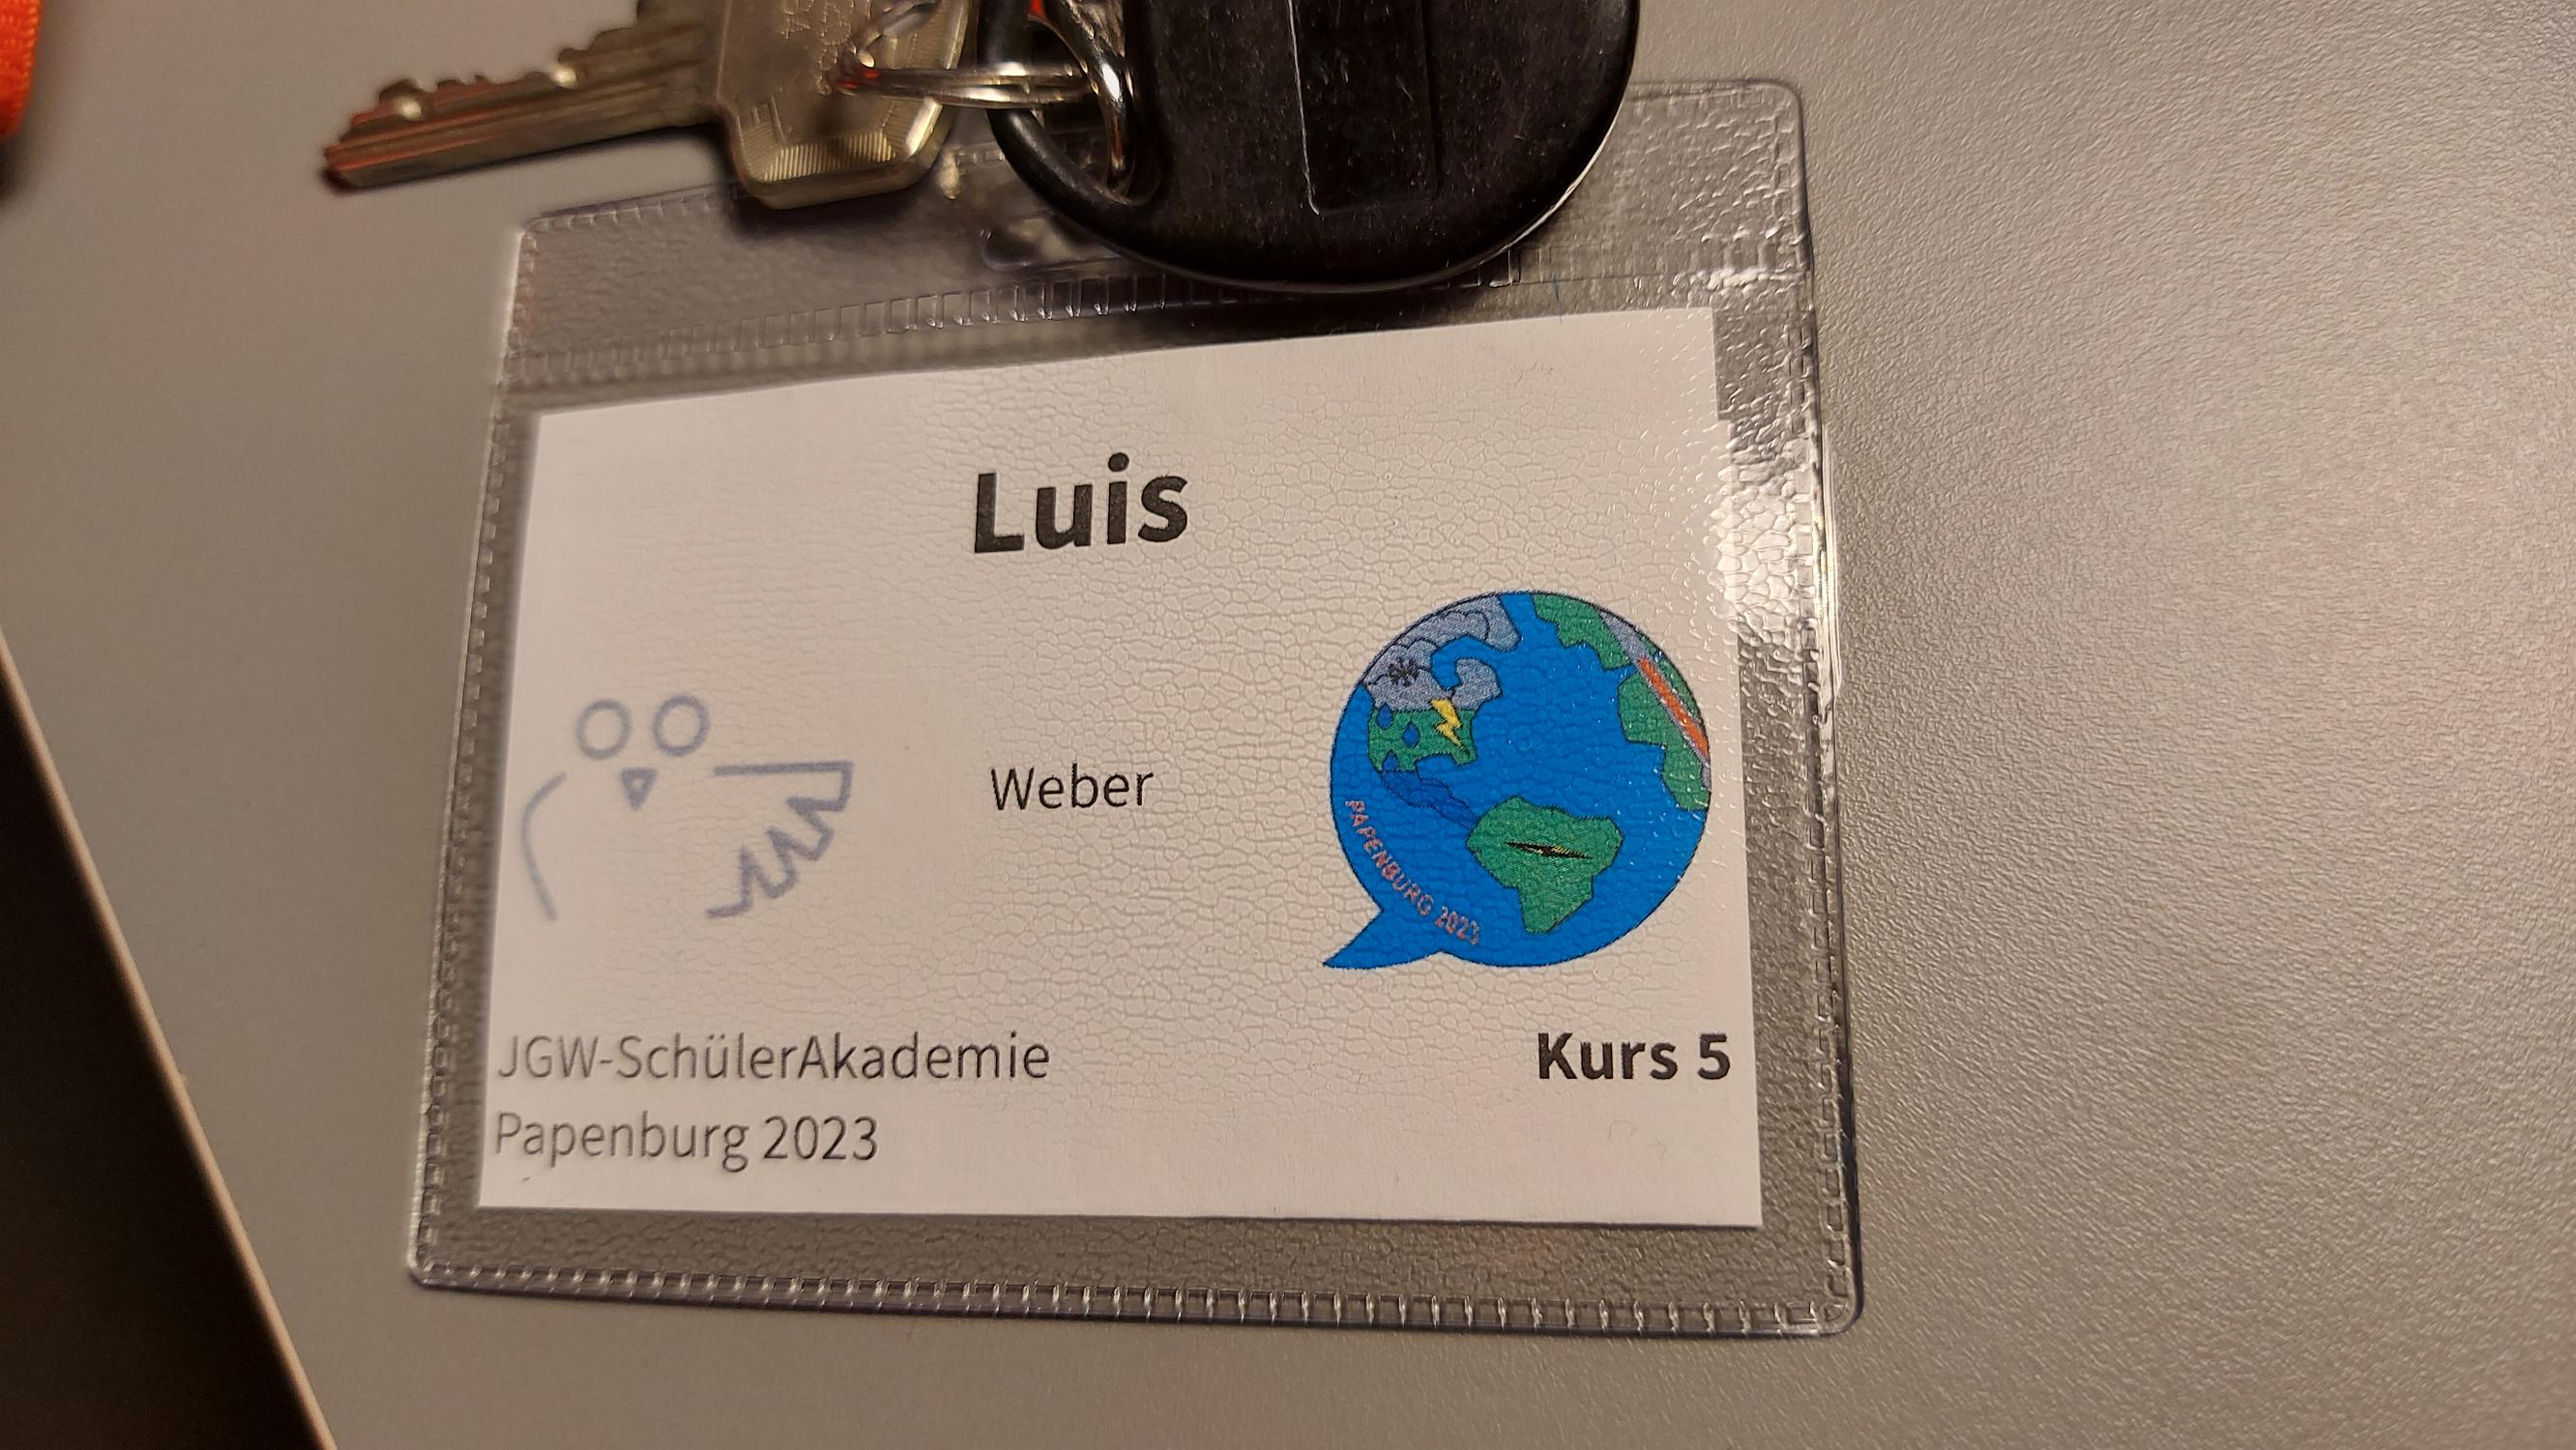 Luis
Weber
PAPENBURG 2023
JGW-SchülerAkademie
Papenburg 2023
Kurs 5